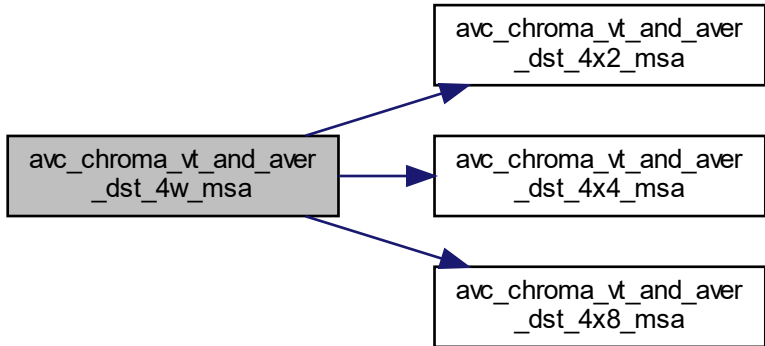 avc_chroma_vt_and_aver
_dst_4x2_msa
avc_chroma_vt_and_aver
_dst_4w_msa
avc_chroma_vt_and_aver
_dst_4x4_msa
avc_chroma_vt_and_aver
_dst_4x8_msa